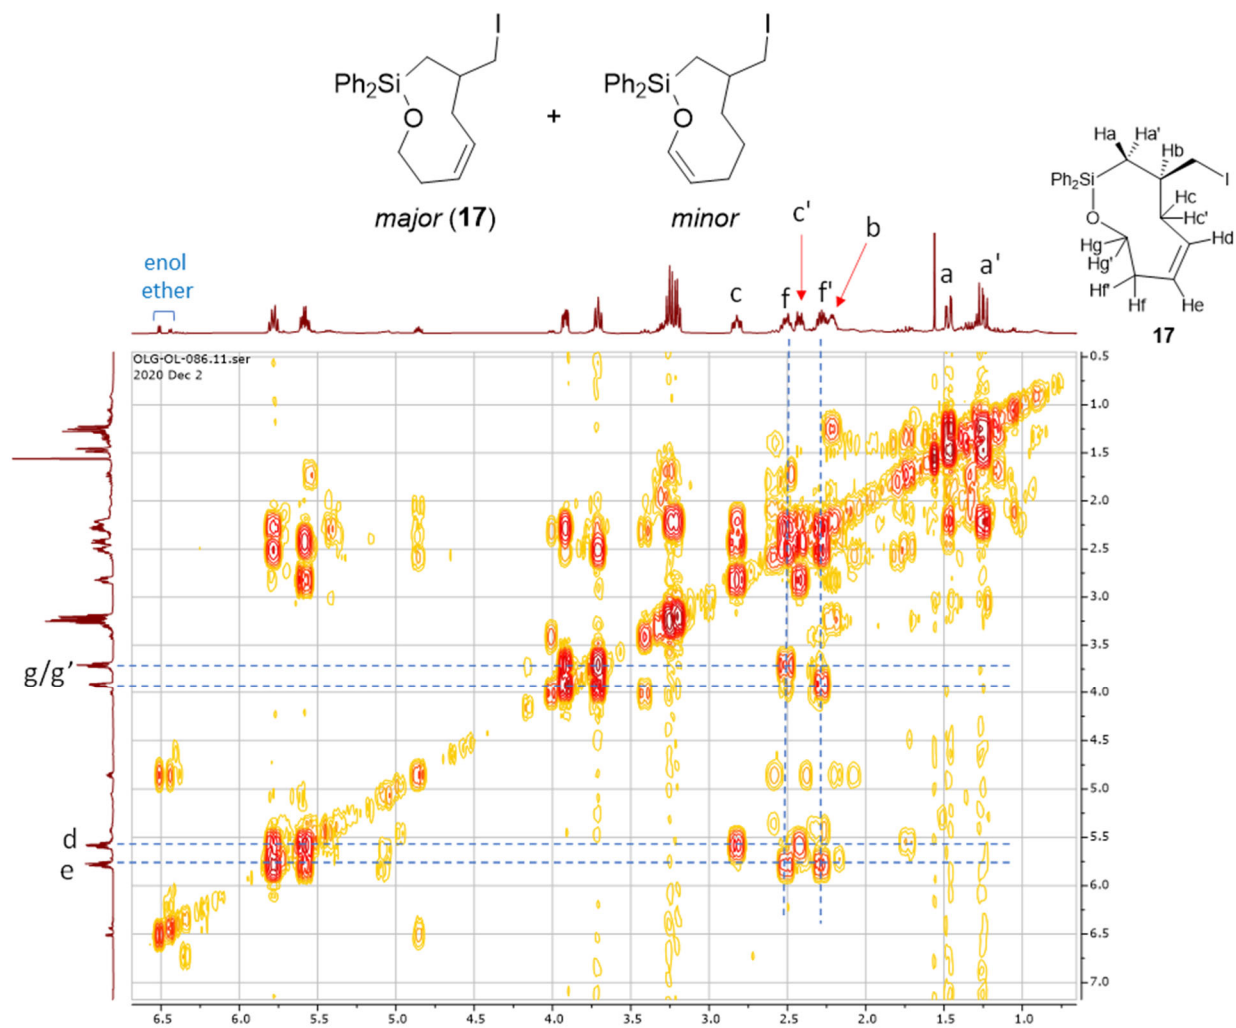 I
I
Ph2Si
Ph2Si
O
+
O
major (17)
minor
Ha Ha'
Hb
Ph2Si
I
O
Hc
Hc'
Hg
Hg'
Hd
Hf'
Hf
He
17
enol
ether
c
f
c'
f'
b
a
a'
OLG-OL-086.11.ser
2020 Dec 2
g/g'
d
e
0.5
1.0
1.5
2.0
2.5
3.0
3.5
4.0
4.5
5.0
5.5
6.0
6.5
7.0
6.5 6.0 5.5 5.0 4.5 4.0 3.5 3.0 2.5 2.0 1.5 1.0